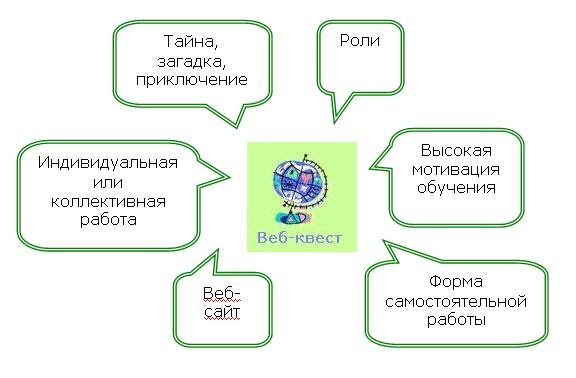 Тайна,
загадка,
приключение
Роли
Индивидуальная
или
коллективная
работа
Высокая
мотивация
обучения
Веб-квест
Веб-
сайт
Форма
самостоятельной
работы